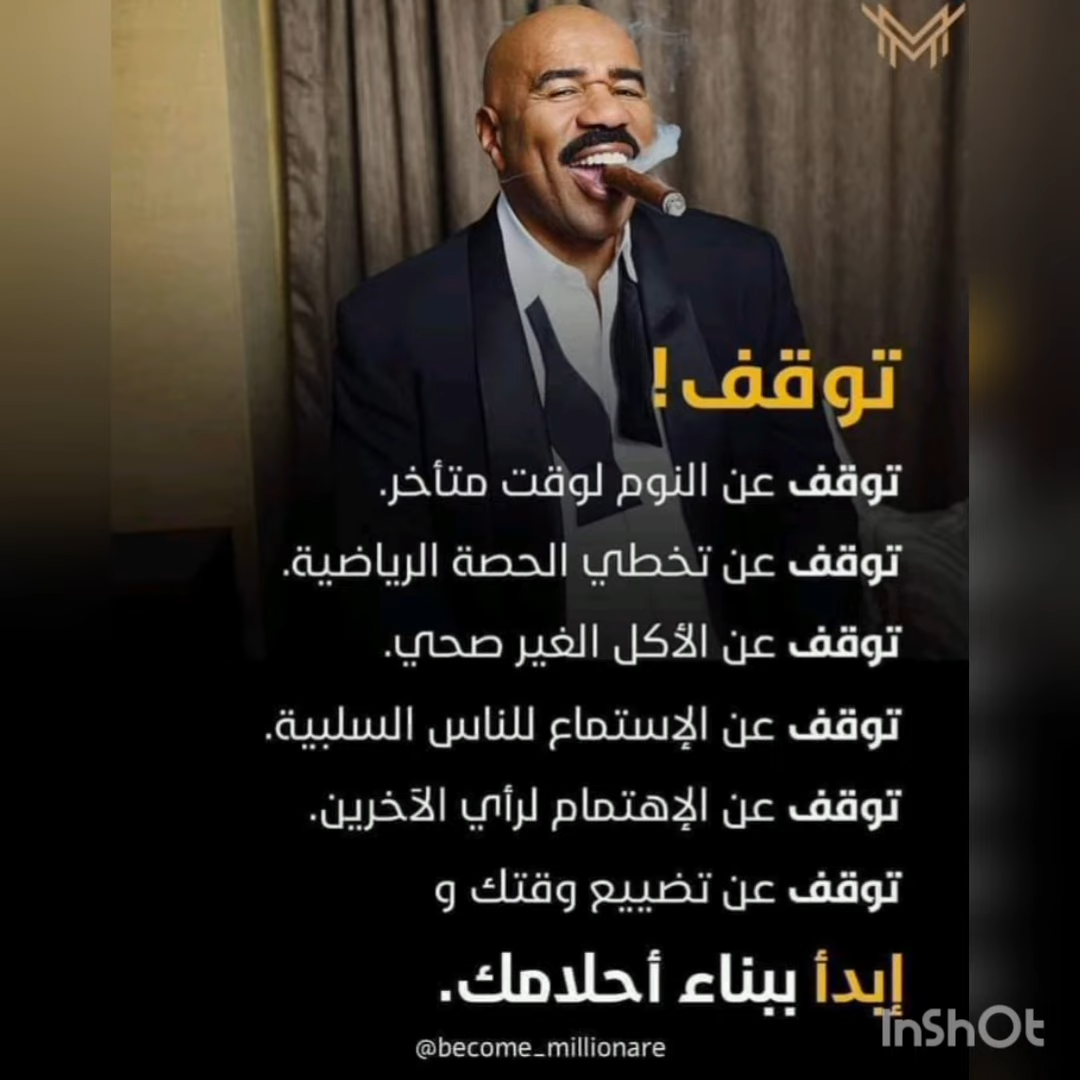 توقف!
توقف عن النوم لوقت متأخر.
توقف عن تخطي الحصة الرياضية.
توقف عن الأكل الغير صحي.
توقف عن الإستماع للناس السلبية.
توقف عن الإهتمام لرأي الآخرين.
توقف عن تضييع وقتك و
إبدأ ببناء أحلامك.
InShOt
@become_millionare